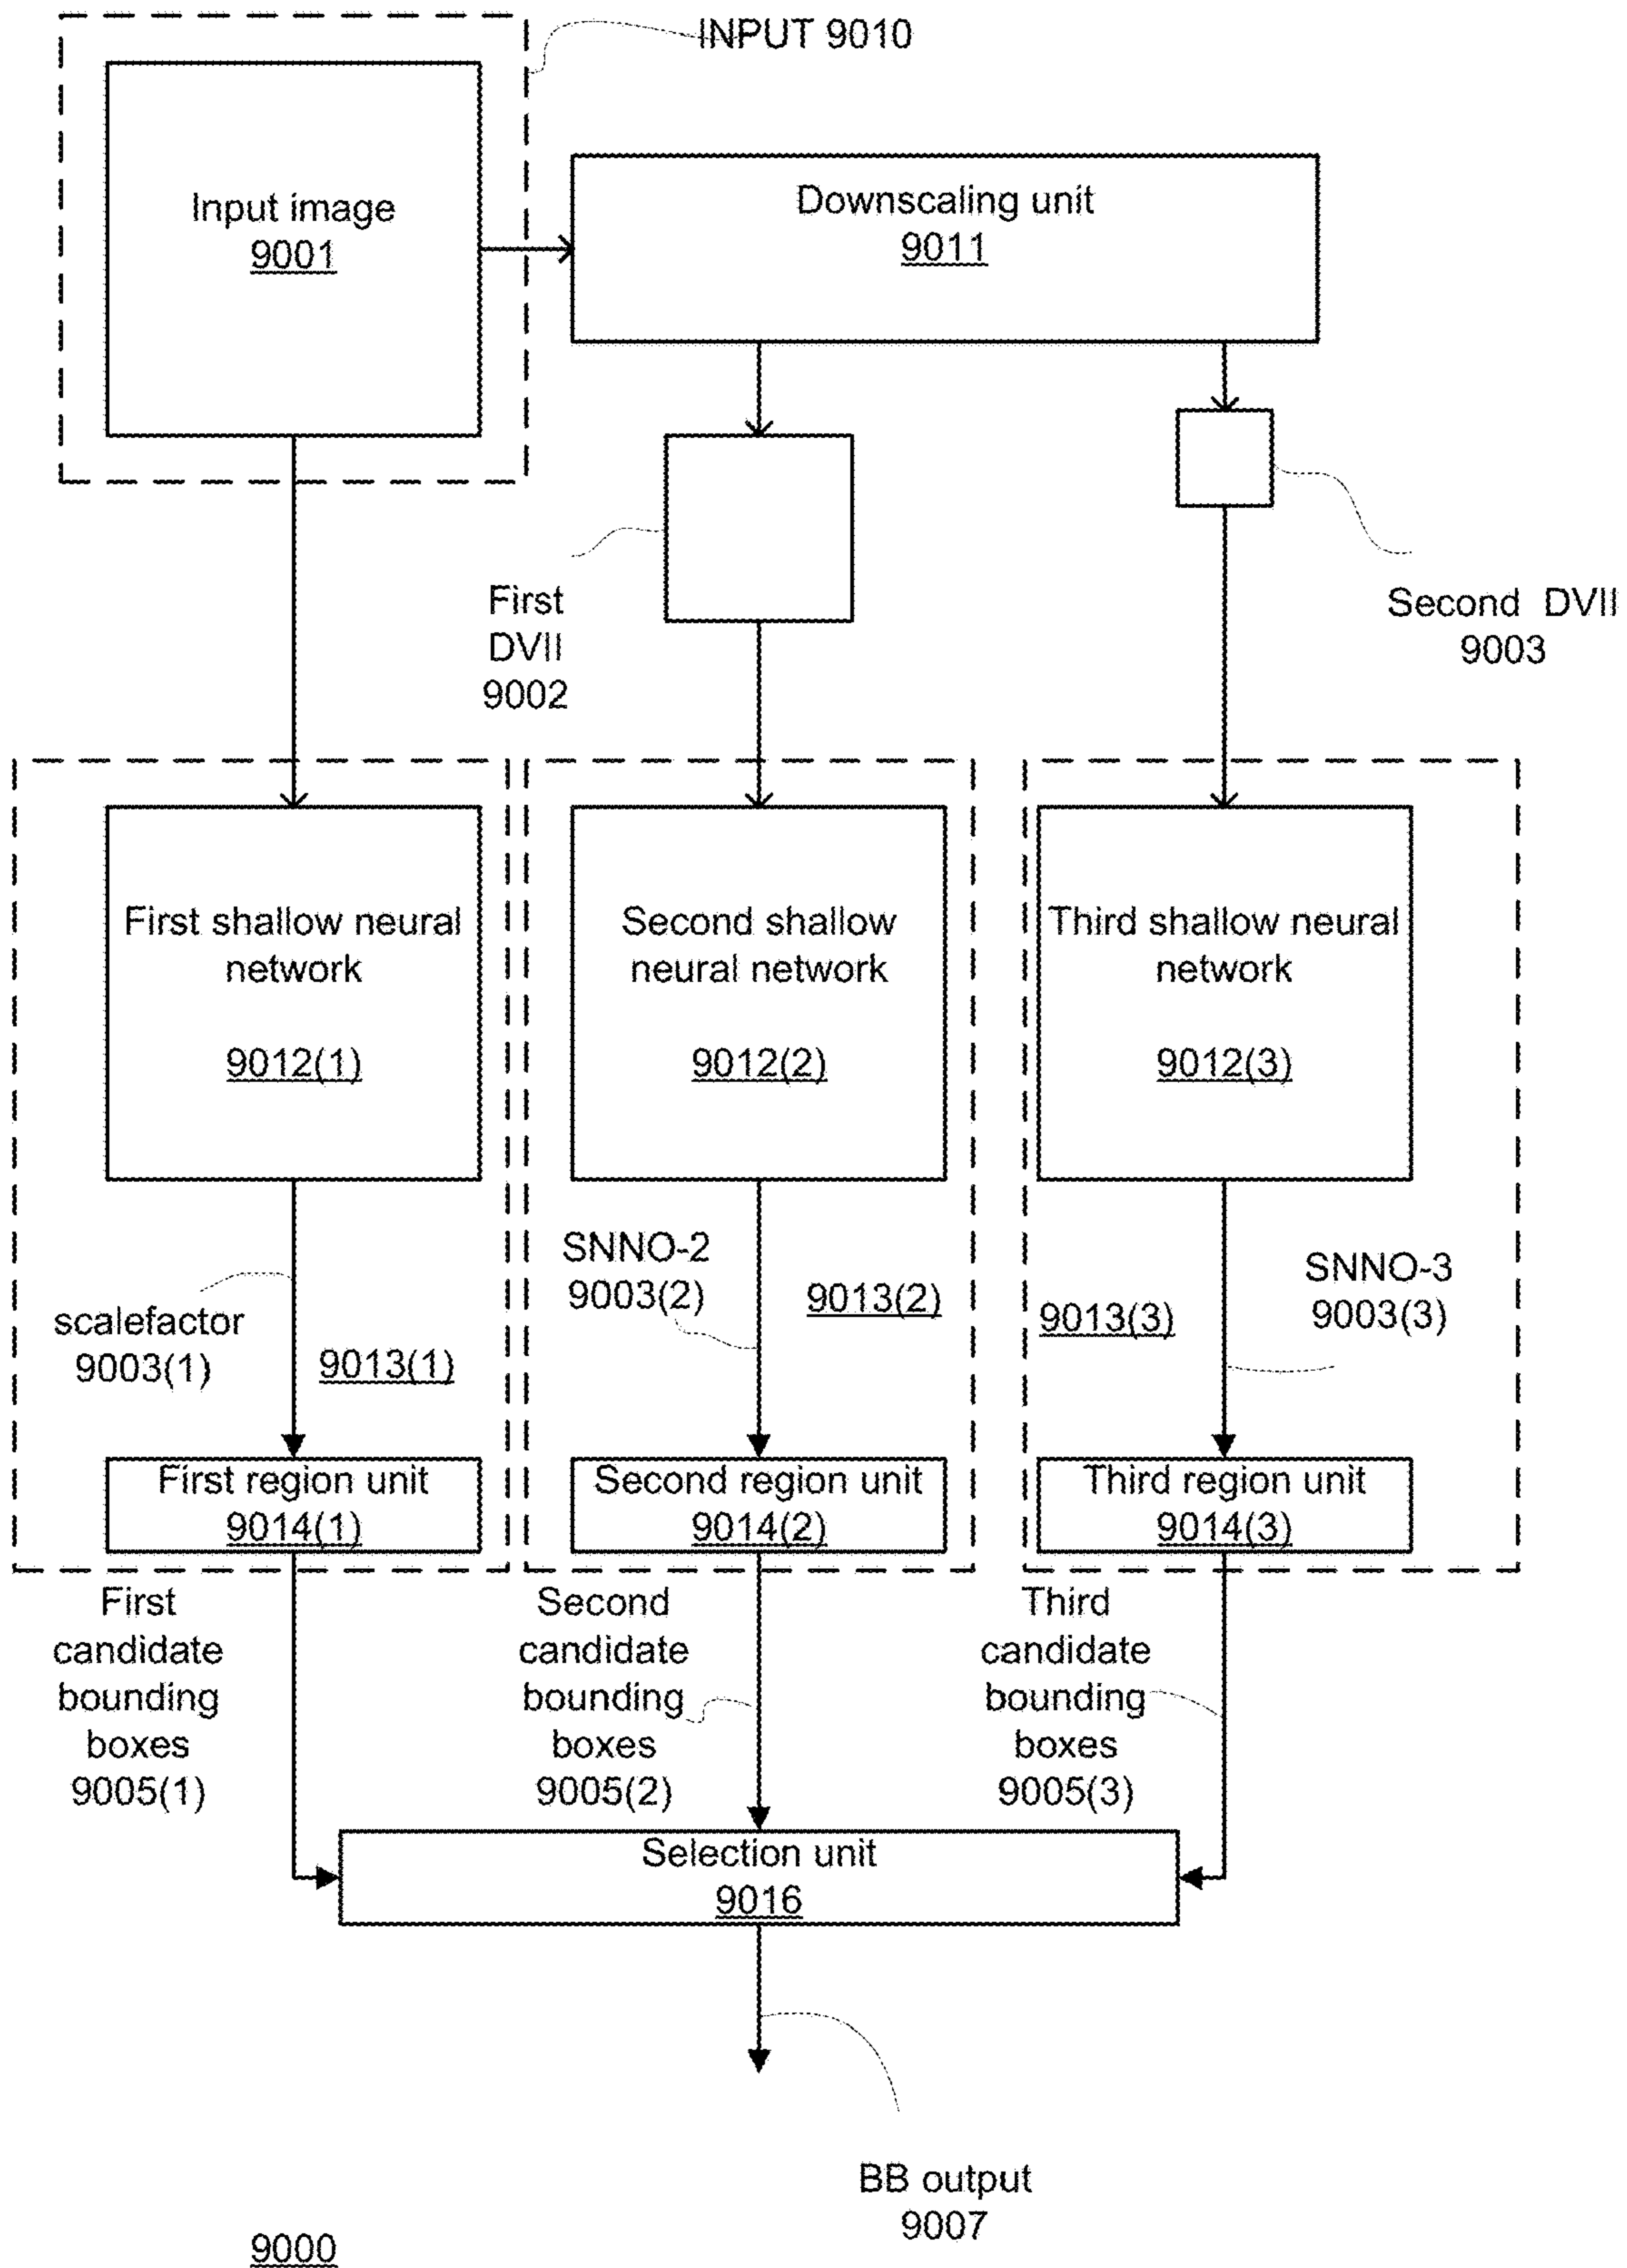 INPUT 9010
Input image
9001
Downscaling unit
9011
First
DVII
9002
Second DVII
9003
First shallow neural
network
9012(1)
Second shallow
neural network
9012(2)
Third shallow neural
network
9012(3)
scalefactor
9003(1)
9013(1)
SNNO-2
9003(2)
9013(2)
9013(3)
SNNO-3
9003(3)
First region unit
9014(1)
Second region unit
9014(2)
Third region unit
9014(3)
First
candidate
bounding
boxes
9005(1)
Second
candidate
bounding
boxes
9005(2)
Third
candidate
bounding
boxes
9005(3)
Selection unit
9016
BB output
9007
9000